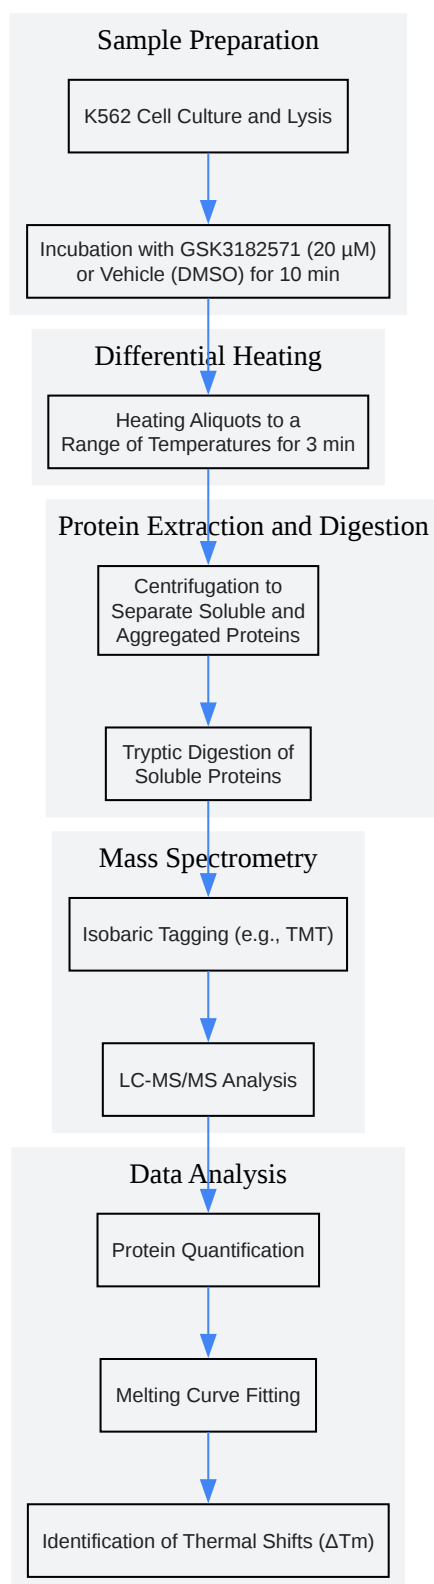 Sample Preparation
K562 Cell Culture and Lysis
Incubation with GSK3182571 (20 µM)
or Vehicle (DMSO) for 10 min
Differential Heating
Heating Aliquots to a
Range of Temperatures for 3 min
Protein Extraction and Digestion
Centrifugation to
Separate Soluble and
Aggregated Proteins
Tryptic Digestion of
Soluble Proteins
Mass Spectrometry
Isobaric Tagging (e.g., TMT)
LC-MS/MS Analysis
Data Analysis
Protein Quantification
Melting Curve Fitting
Identification of Thermal Shifts (ΔTm)